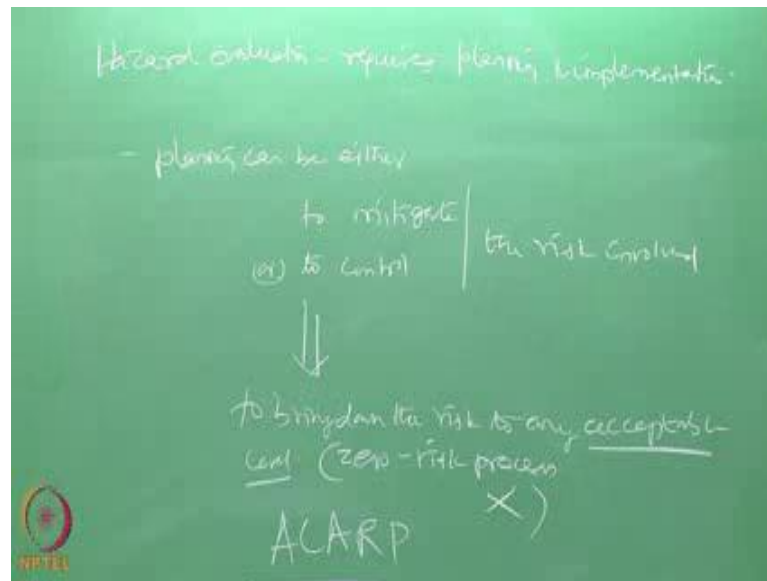 Hazard evaluation - requires planning & implementation.
- planning can be either
to mitigate
(or) to control
the risk involved
to bring down the risk to any acceptable
level (zero-risk process
X)
ALARP
NPTEL